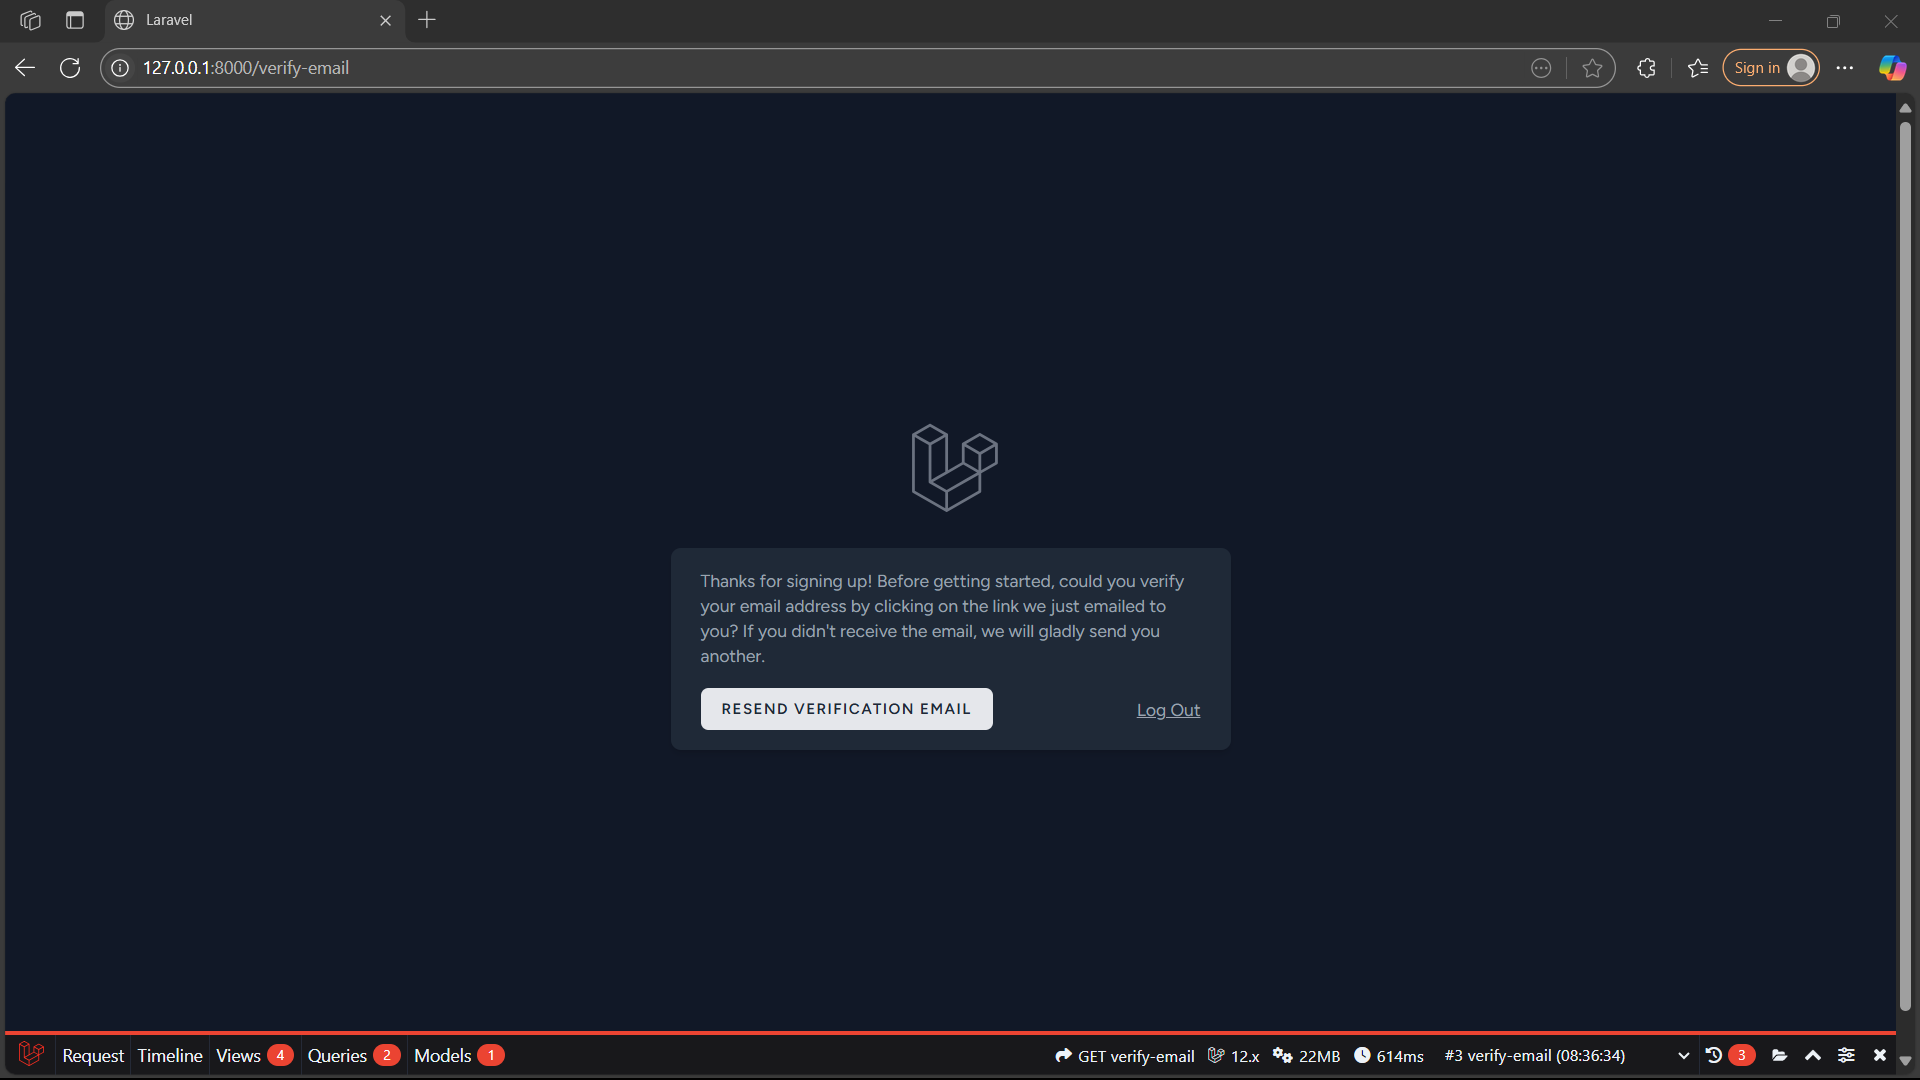 Laravel
127.0.0.1:8000/verify-email
Sign in
Thanks for signing up! Before getting started, could you verify
your email address by clicking on the link we just emailed to
you? If you didn't receive the email, we will gladly send you
another.
RESEND VERIFICATION EMAIL
Log Out
Request Timeline Views 4 Queries 2 Models 1 GET verify-email 12.x 22MB 614ms #3 verify-email (08:36:34) 3